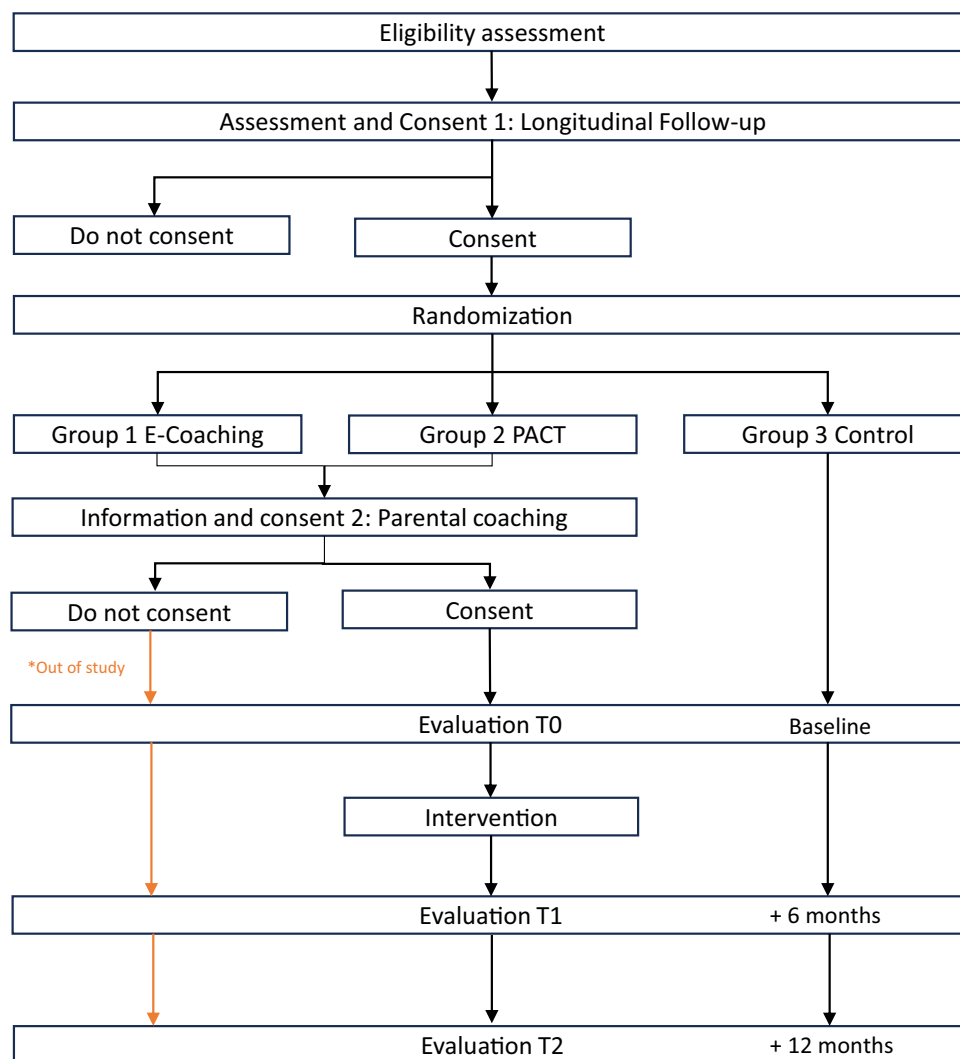 Eligibility assessment
Assessment and Consent 1: Longitudinal Follow-up
Do not consent
Consent
Randomization
Group 1 E-Coaching
Group 2 PACT
Group 3 Control
Information and consent 2: Parental coaching
Do not consent
Consent
*Out of study
Evaluation T0
Baseline
Intervention
Evaluation T1
+ 6 months
Evaluation T2
+ 12 months